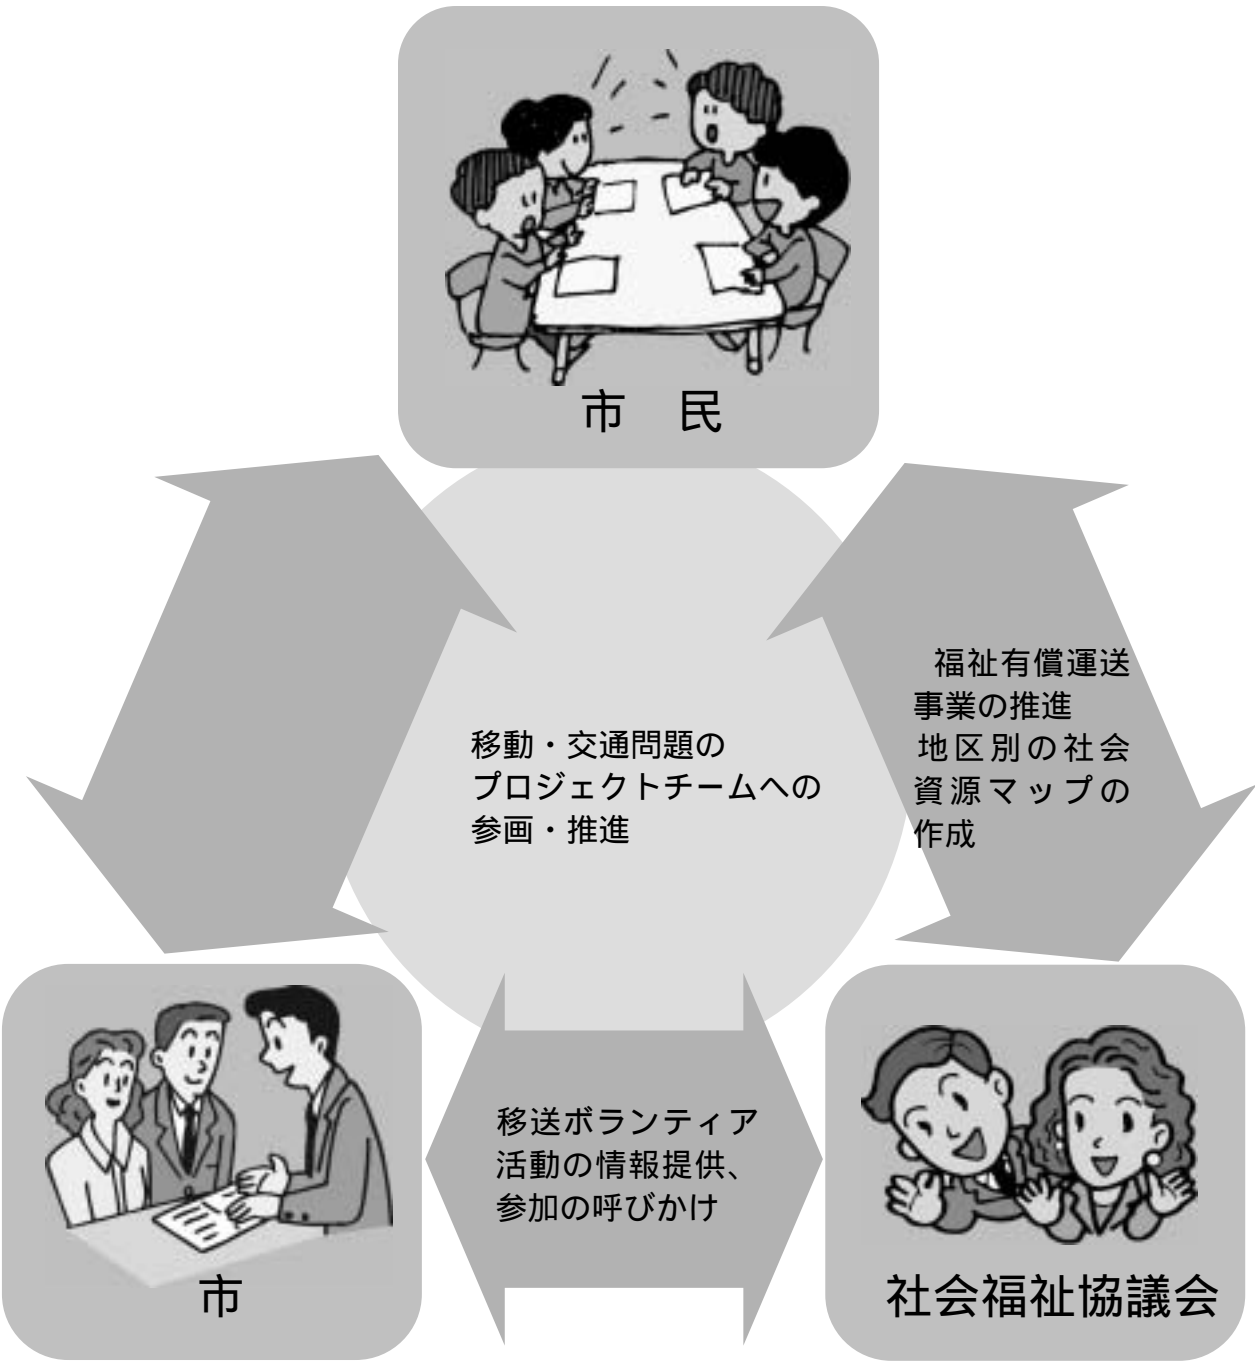 市　民
福祉有償運送
事業の推進
地区別の社会
資源マップの
作成
移動・交通問題の
プロジェクトチームへの
参画・推進
移送ボランティア
活動の情報提供、
参加の呼びかけ
市
社会福祉協議会